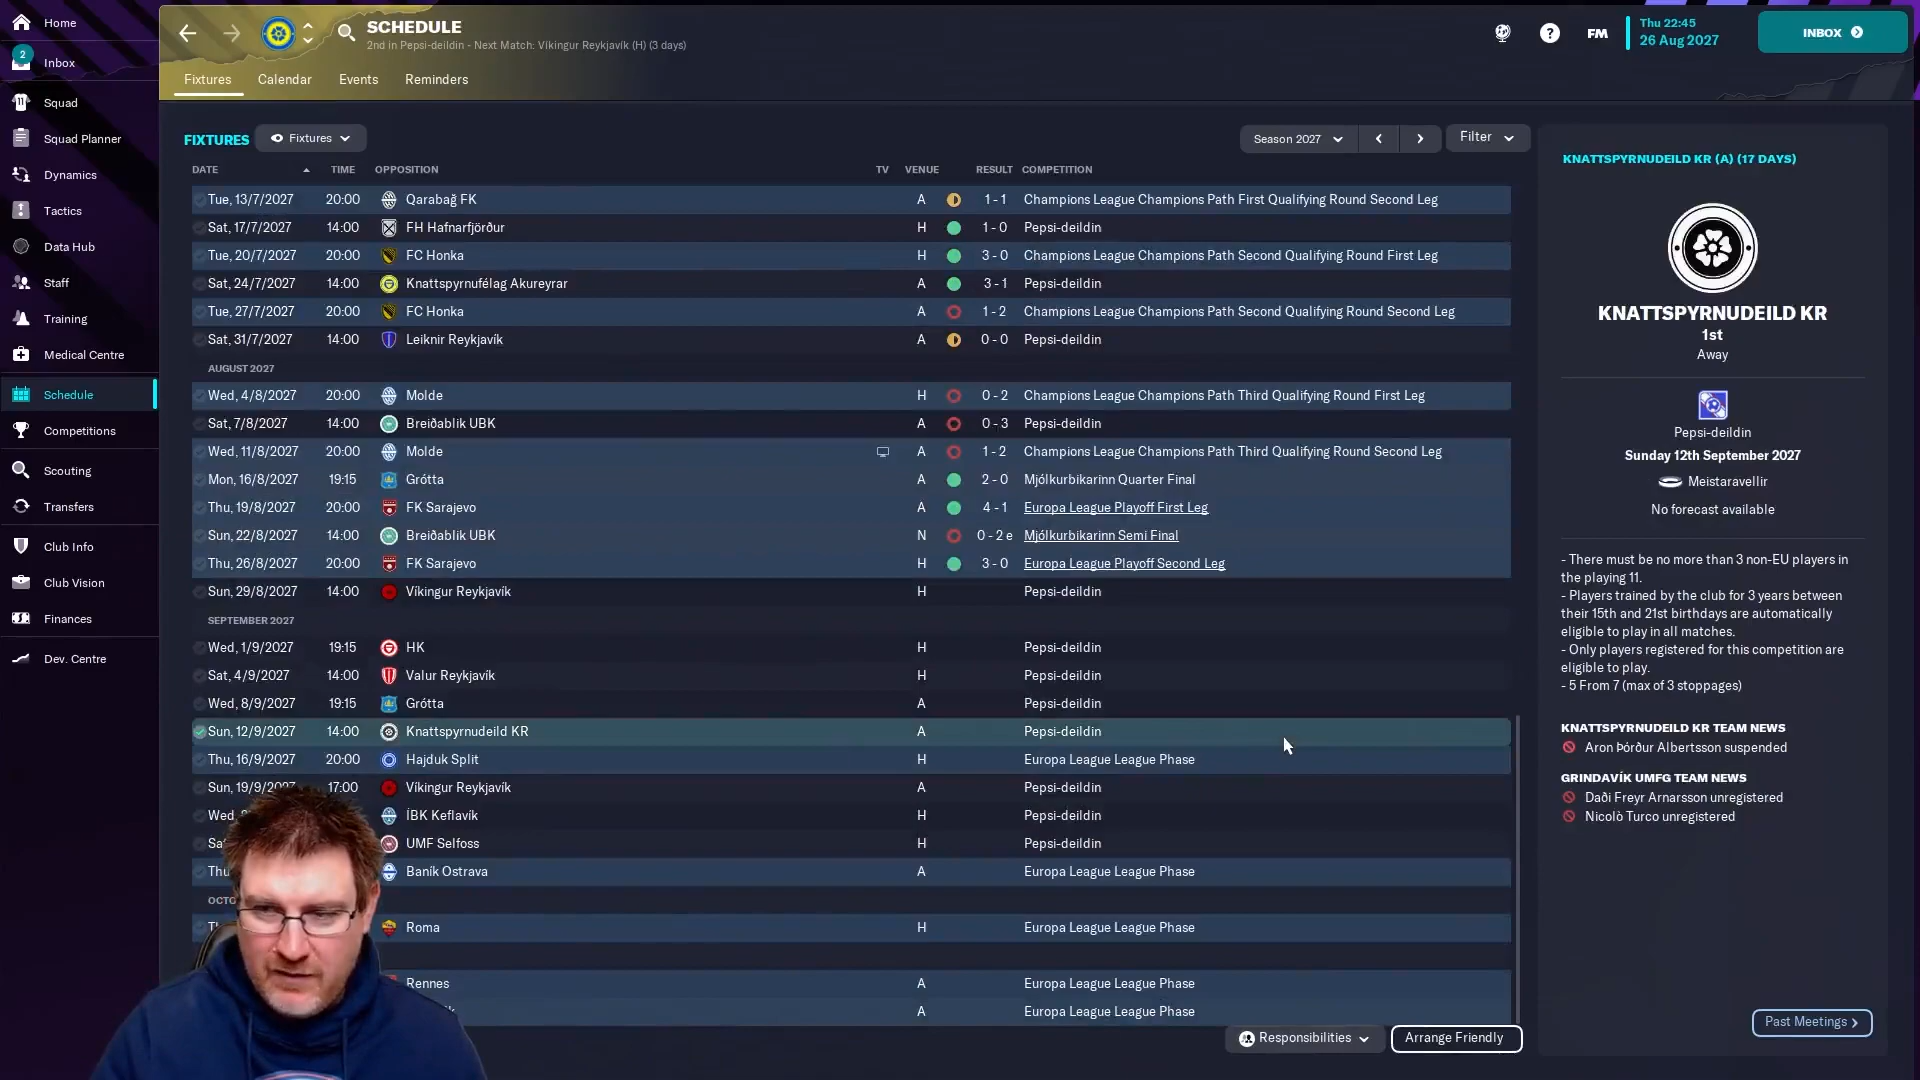 Home
2
Inbox
Squad
Squad Planner
Dynamics
Tactics
Data Hub
Staff
Training
Medical Centre
Schedule
Competitions
Scouting
Transfers
Club Info
Club Vision
Finances
Dev. Centre
SCHEDULE
2nd in Pepsi-deildin - Next Match: Víkingur Reykjavík (H) (3 days)
FM
Thu 22:45
26 Aug 2027
INBOX
Fixtures Calendar Events Reminders
FIXTURES Fixtures Season 2027 Filter
DATE TIME OPPOSITION TV VENUE RESULT COMPETITION
Tue, 13/7/2027 20:00 Qarabağ FK A 1 - 1 Champions League Champions Path First Qualifying Round Second Leg
Sat, 17/7/2027 14:00 FH Hafnarfjörður H 1 - 0 Pepsi-deildin
Tue, 20/7/2027 20:00 FC Honka H 3 - 0 Champions League Champions Path Second Qualifying Round First Leg
Sat, 24/7/2027 14:00 Knattspyrnufélag Akureyrar A 3 - 1 Pepsi-deildin
Tue, 27/7/2027 20:00 FC Honka A 1 - 2 Champions League Champions Path Second Qualifying Round Second Leg
Sat, 31/7/2027 14:00 Leiknir Reykjavík A 0 - 0 Pepsi-deildin
AUGUST 2027
Wed, 4/8/2027 20:00 Molde H 0 - 2 Champions League Champions Path Third Qualifying Round First Leg
Sat, 7/8/2027 14:00 Breiðablik UBK A 0 - 3 Pepsi-deildin
Wed, 11/8/2027 20:00 Molde A 1 - 2 Champions League Champions Path Third Qualifying Round Second Leg
Mon, 16/8/2027 19:15 Grótta A 2 - 0 Mjólkurbikarinn Quarter Final
Thu, 19/8/2027 20:00 FK Sarajevo A 4 - 1 Europa League Playoff First Leg
Sun, 22/8/2027 14:00 Breiðablik UBK N 0 - 2 e Mjólkurbikarinn Semi Final
Thu, 26/8/2027 20:00 FK Sarajevo H 3 - 0 Europa League Playoff Second Leg
Sun, 29/8/2027 14:00 Víkingur Reykjavík H Pepsi-deildin
SEPTEMBER 2027
Wed, 1/9/2027 19:15 HK H Pepsi-deildin
Sat, 4/9/2027 14:00 Valur Reykjavík H Pepsi-deildin
Wed, 8/9/2027 19:15 Grótta A Pepsi-deildin
Sun, 12/9/2027 14:00 Knattspyrnudeild KR A Pepsi-deildin
Thu, 16/9/2027 20:00 Hajduk Split H Europa League League Phase
Sun, 19/9/2027 17:00 Víkingur Reykjavík A Pepsi-deildin
Wed, ÍBK Keflavík H Pepsi-deildin
UMF Selfoss H Pepsi-deildin
Thu Baník Ostrava A Europa League League Phase
Roma H Europa League League Phase
Rennes A Europa League League Phase
A Europa League League Phase
Responsibilities Arrange Friendly
KNATTSPYRNUDEILD KR (A) (17 DAYS)
KNATTSPYRNUDEILD KR
1st
Away
Pepsi-deildin
Sunday 12th September 2027
Meistaravellir
No forecast available
- There must be no more than 3 non-EU players in
the playing 11.
- Players trained by the club for 3 years between
their 15th and 21st birthdays are automatically
eligible to play in all matches.
- Only players registered for this competition are
eligible to play.
- 5 From 7 (max of 3 stoppages)
KNATTSPYRNUDEILD KR TEAM NEWS
Aron Þórður Albertsson suspended
GRINDAVÍK UMFG TEAM NEWS
Daði Freyr Arnarsson unregistered
Nicolò Turco unregistered
Past Meetings